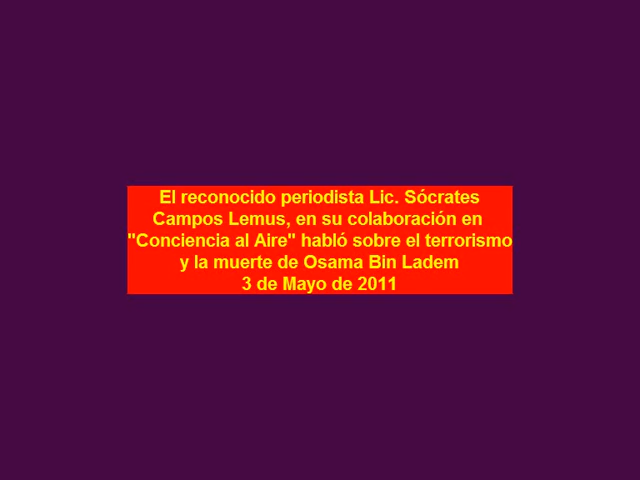 El reconocido periodista Lic. Sócrates
Campos Lemus, en su colaboración en
"Conciencia al Aire" habló sobre el terrorismo
y la muerte de Osama Bin Ladem
3 de Mayo de 2011